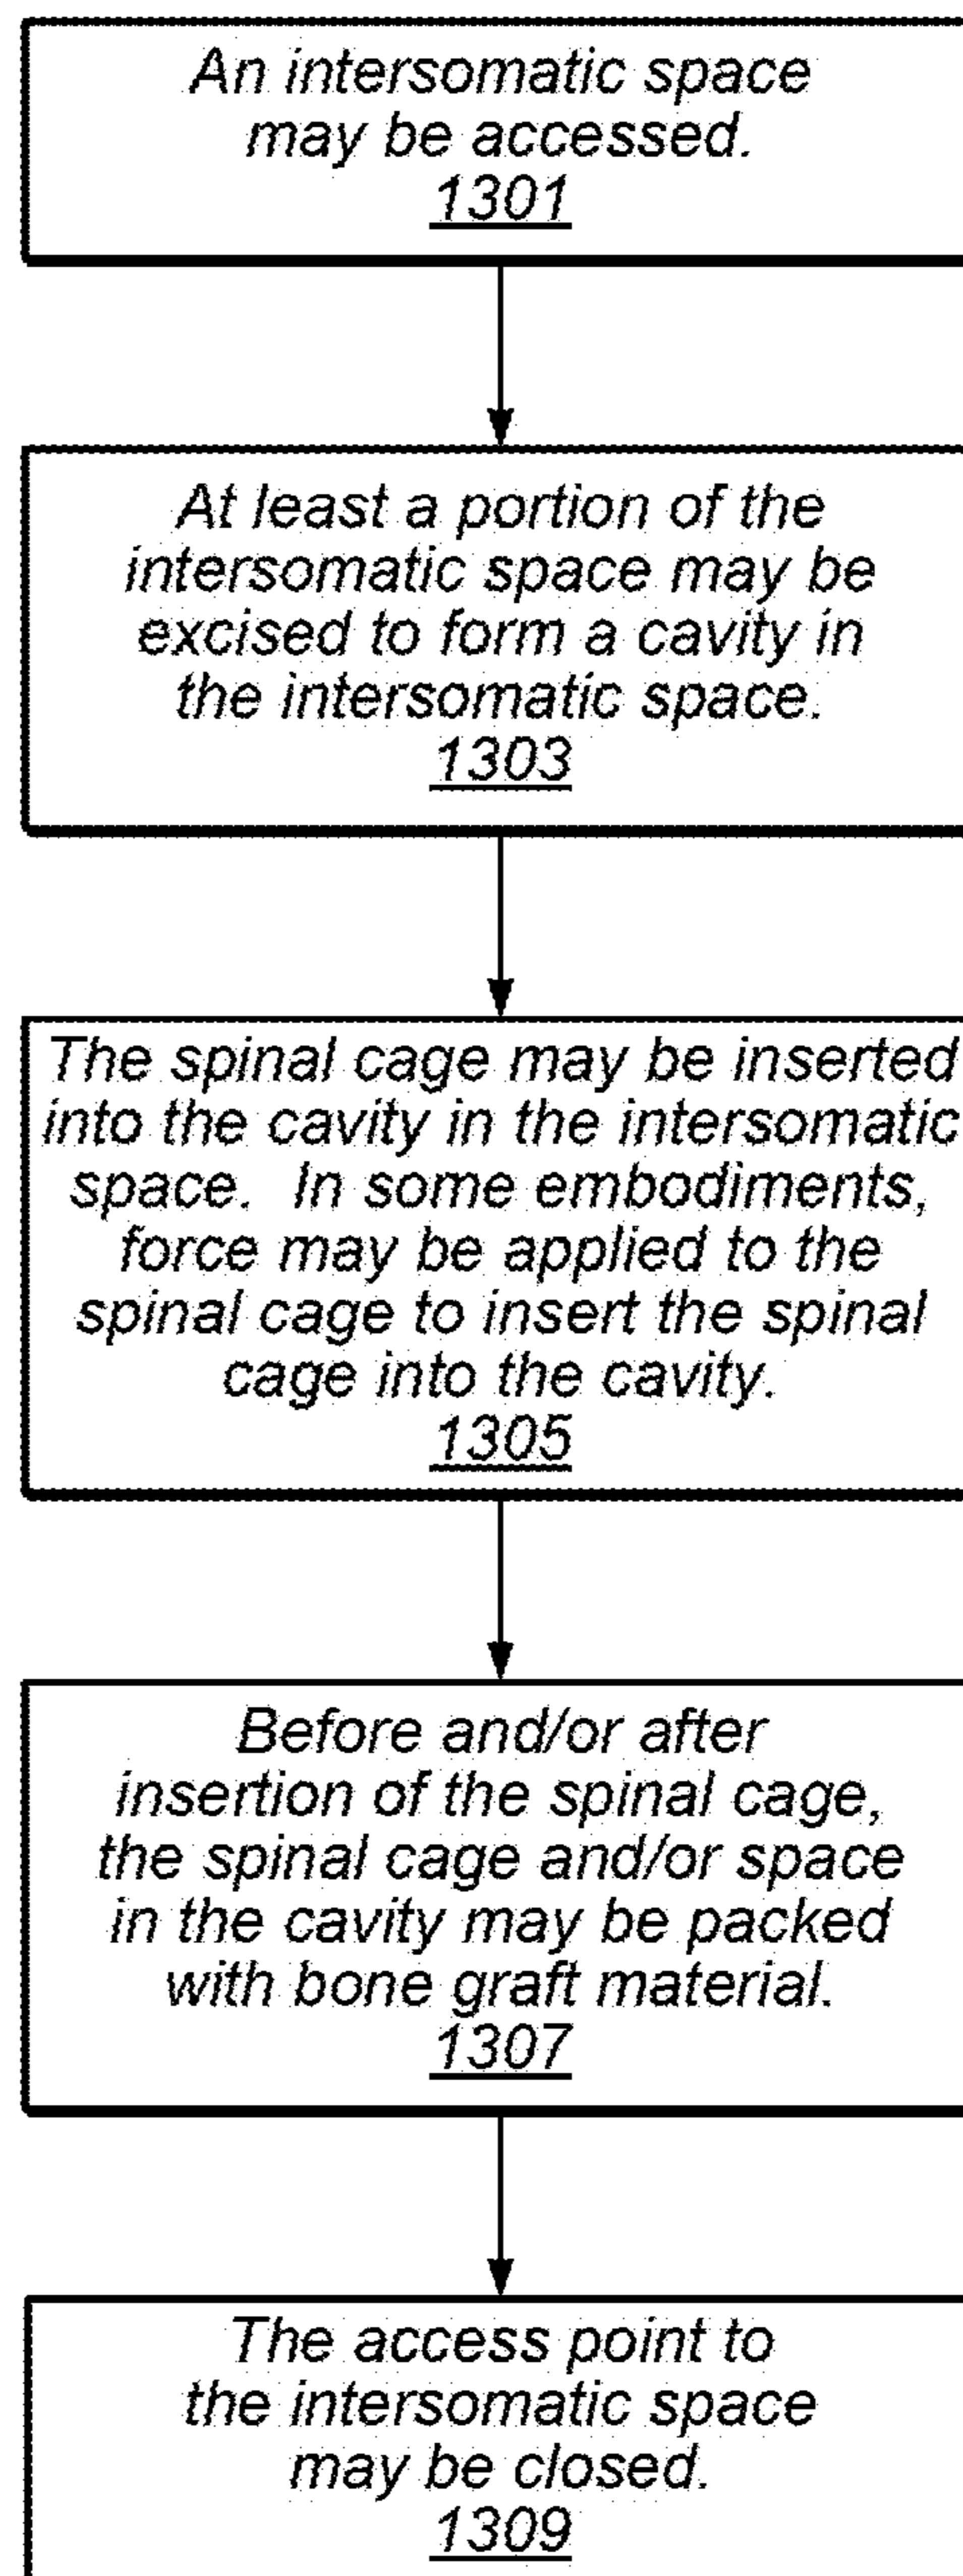 An intersomatic space
may be accessed.
1301
At least a portion of the
intersomatic space may be
excised to form a cavity in
the intersomatic space.
1303
The spinal cage may be inserted
into the cavity in the intersomatic
space. In some embodiments,
force may be applied to the
spinal cage to insert the spinal
cage into the cavity.
1305
Before and/or after
insertion of the spinal cage,
the spinal cage and/or space
in the cavity may be packed
with bone graft material.
1307
The access point to
the intersomatic space
may be closed.
1309